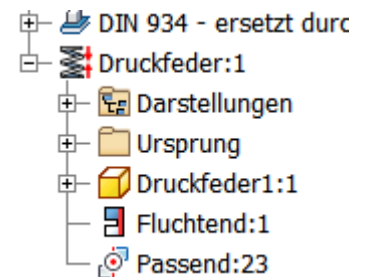 DIN 934 - ersetzt durc
Druckfeder:1
Darstellungen
Ursprung
Druckfeder1:1
Fluchtend:1
Passend:23